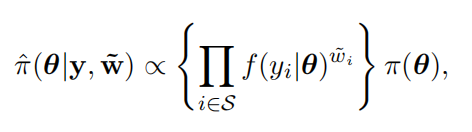 π̂(θ|y, w̃) ∝ { ∏_{i∈S} f(y_i|θ)^{w̃_i} } π(θ),